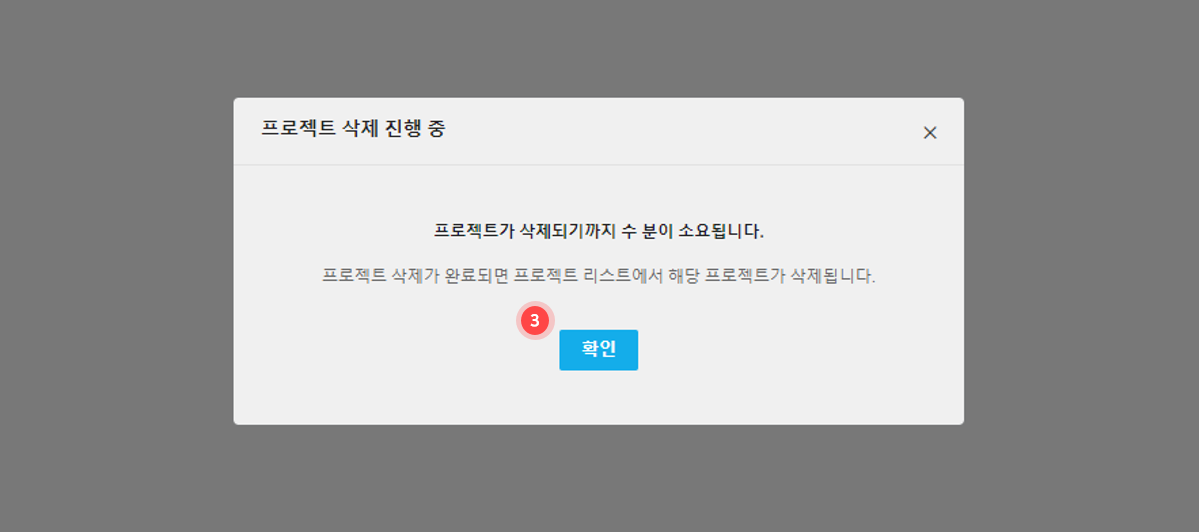 프로젝트 삭제 진행 중
프로젝트가 삭제되기까지 수 분이 소요됩니다.
프로젝트 삭제가 완료되면 프로젝트 리스트에서 해당 프로젝트가 삭제됩니다.
3
확인